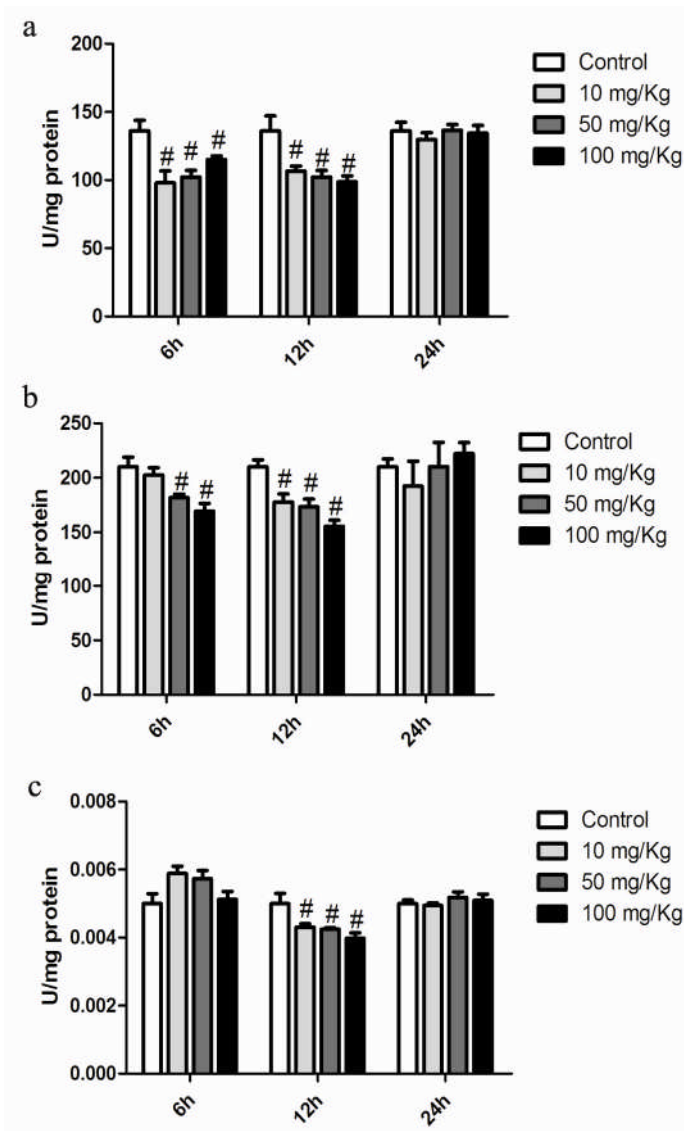 a
200
150
100
50
0
U/mg protein
# # #
# # #
6h
12h
24h
Control
10 mg/Kg
50 mg/Kg
100 mg/Kg
b
250
200
150
100
50
0
U/mg protein
# #
# # #
6h
12h
24h
Control
10 mg/Kg
50 mg/Kg
100 mg/Kg
c
0.008
0.006
0.004
0.002
0.000
U/mg protein
# # #
6h
12h
24h
Control
10 mg/Kg
50 mg/Kg
100 mg/Kg